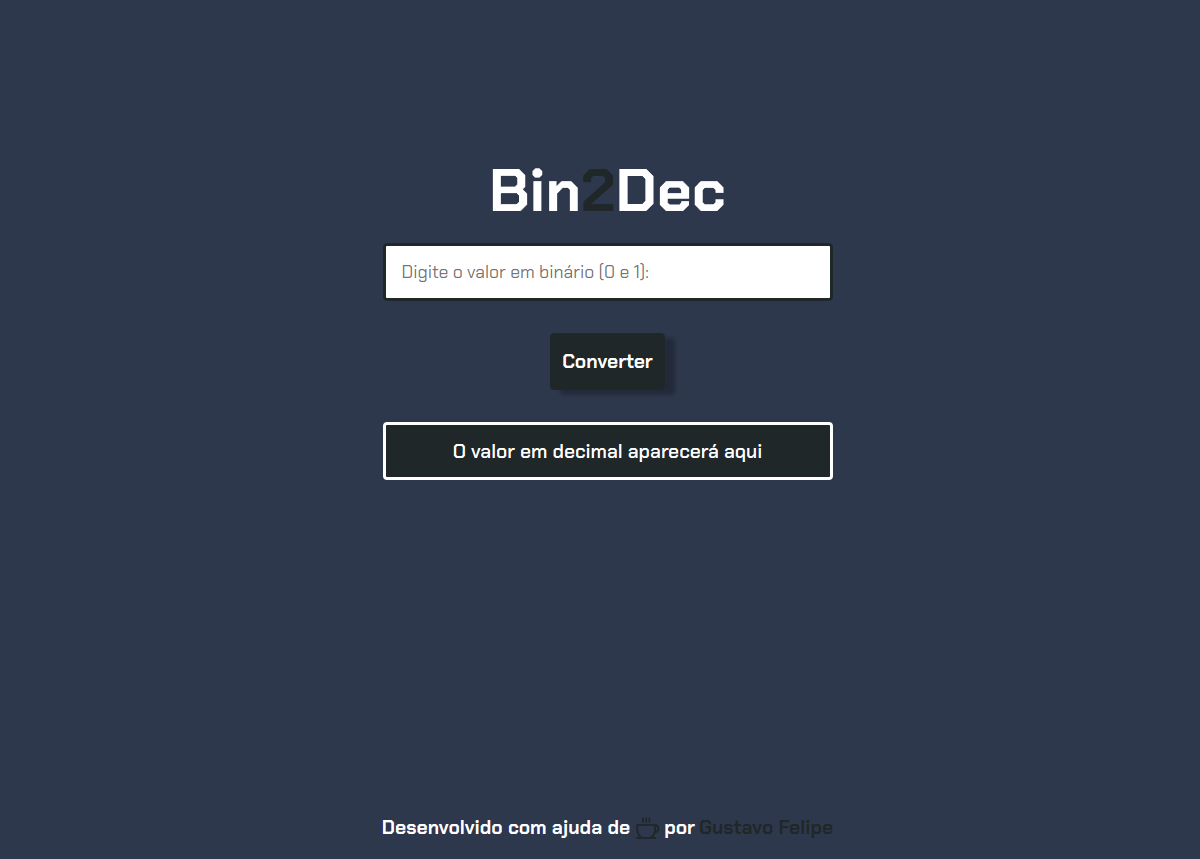 Bin2Dec
Digite o valor em binário (0 e 1):
Converter
O valor em decimal aparecerá aqui
Desenvolvido com ajuda de por Gustavo Felipe